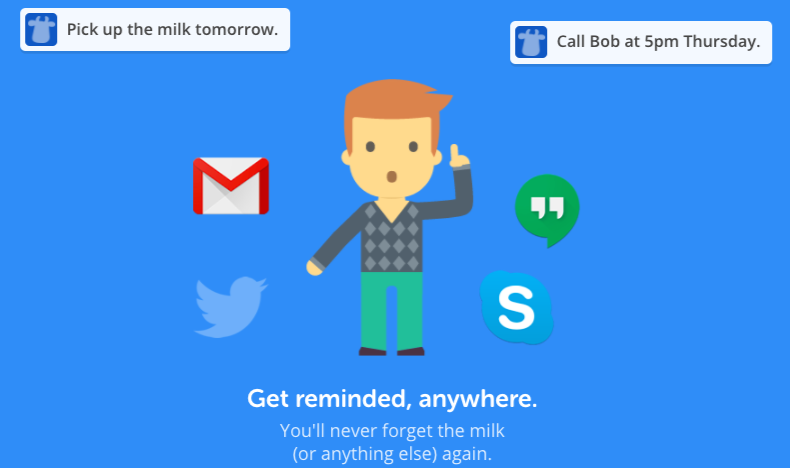 Pick up the milk tomorrow.
Call Bob at 5pm Thursday.
S
Get reminded, anywhere.
You'll never forget the milk
(or anything else) again.